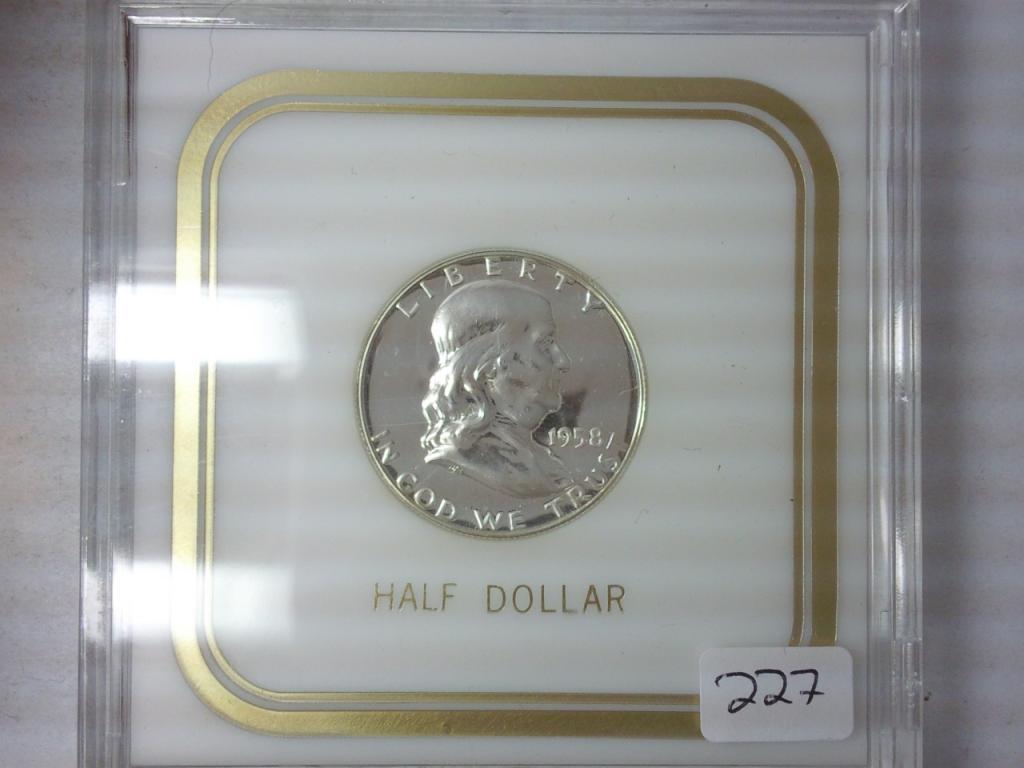 LIBERTY
1958
IN GOD WE TRUST
HALF DOLLAR
227